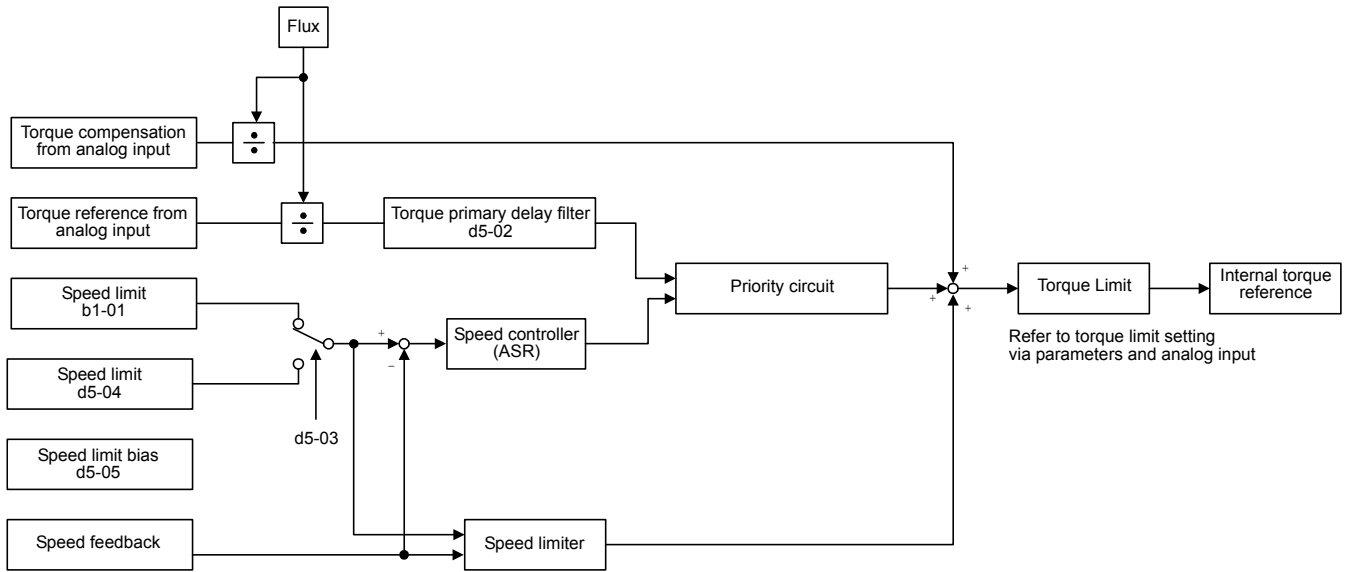 Flux
Torque compensation
from analog input
÷
Torque reference from
analog input
÷
Torque primary delay filter
d5-02
Speed limit
b1-01
Speed limit
d5-04
d5-03
Speed limit bias
d5-05
Speed feedback
+
−
Speed controller
(ASR)
Speed limiter
Priority circuit
+
+
+
Torque Limit
Refer to torque limit setting
via parameters and analog input
Internal torque
reference